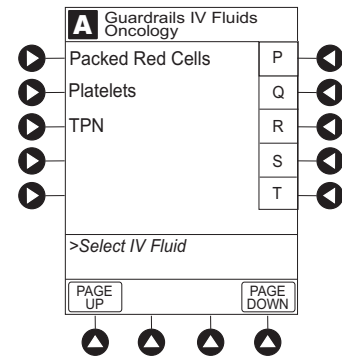 A Guardrails IV Fluids
Oncology
Packed Red Cells P
Platelets Q
TPN R
S
T
>Select IV Fluid
PAGE UP PAGE DOWN